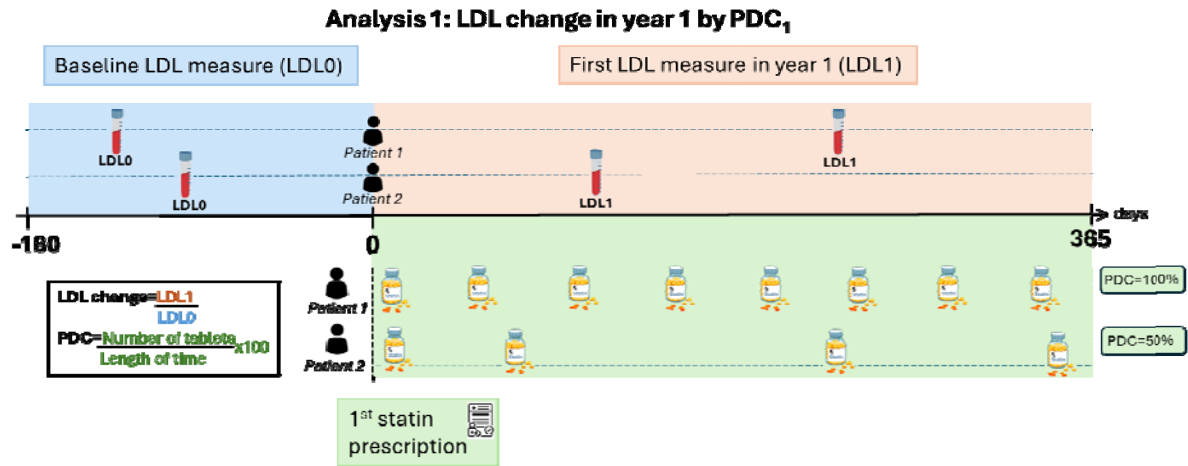 Analysis 1: LDL change in year 1 by PDC1
Baseline LDL measure (LDL0)
First LDL measure in year 1 (LDL1)
LDL0
Patient 1
LDL1
LDL0
Patient 2
LDL1
-180
0
365
days
LDL change=LDL1
LDL0
PDC=Number of tablets x100
Length of time
Patient 1
PDC=100%
Patient 2
PDC=50%
1st statin
prescription